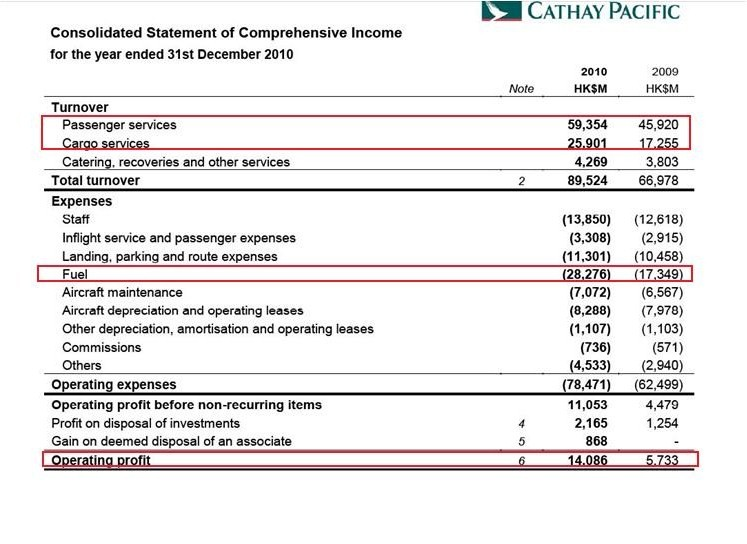 CATHAY PACIFIC
Consolidated Statement of Comprehensive Income
for the year ended 31st December 2010
2010 2009
Note HK$M HK$M
Turnover
Passenger services 59,354 45,920
Cargo services 25,901 17,255
Catering, recoveries and other services 4,269 3,803
Total turnover 2 89,524 66,978
Expenses
Staff (13,850) (12,618)
Inflight service and passenger expenses (3,308) (2,915)
Landing, parking and route expenses (11,301) (10,458)
Fuel (28,276) (17,349)
Aircraft maintenance (7,072) (6,567)
Aircraft depreciation and operating leases (8,288) (7,978)
Other depreciation, amortisation and operating leases (1,107) (1,103)
Commissions (736) (571)
Others (4,533) (2,940)
Operating expenses (78,471) (62,499)
Operating profit before non-recurring items 11,053 4,479
Profit on disposal of investments 4 2,165 1,254
Gain on deemed disposal of an associate 5 868 -
Operating profit 6 14,086 5,733